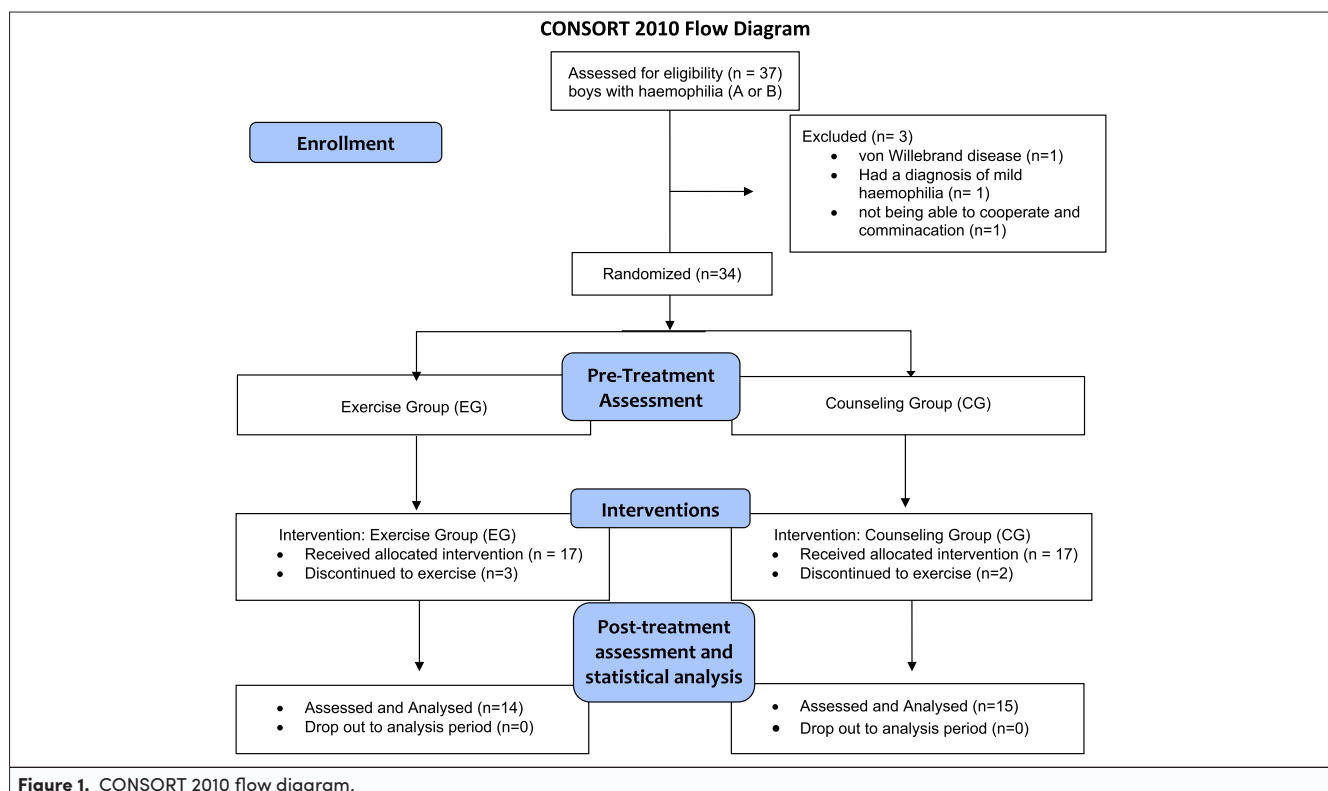 CONSORT 2010 Flow Diagram
Assessed for eligibility (n = 37)
boys with haemophilia (A or B)
Enrollment
Excluded (n= 3)
• von Willebrand disease (n=1)
• Had a diagnosis of mild
haemophilia (n= 1)
• not being able to cooperate and
comminacation (n=1)
Randomized (n=34)
Pre-Treatment
Assessment
Exercise Group (EG)
Counseling Group (CG)
Interventions
Intervention: Exercise Group (EG)
• Received allocated intervention (n = 17)
• Discontinued to exercise (n=3)
Intervention: Counseling Group (CG)
• Received allocated intervention (n = 17)
• Discontinued to exercise (n=2)
Post-treatment
assessment and
statistical analysis
• Assessed and Analysed (n=14)
• Drop out to analysis period (n=0)
• Assessed and Analysed (n=15)
• Drop out to analysis period (n=0)
Figure 1. CONSORT 2010 flow diagram.